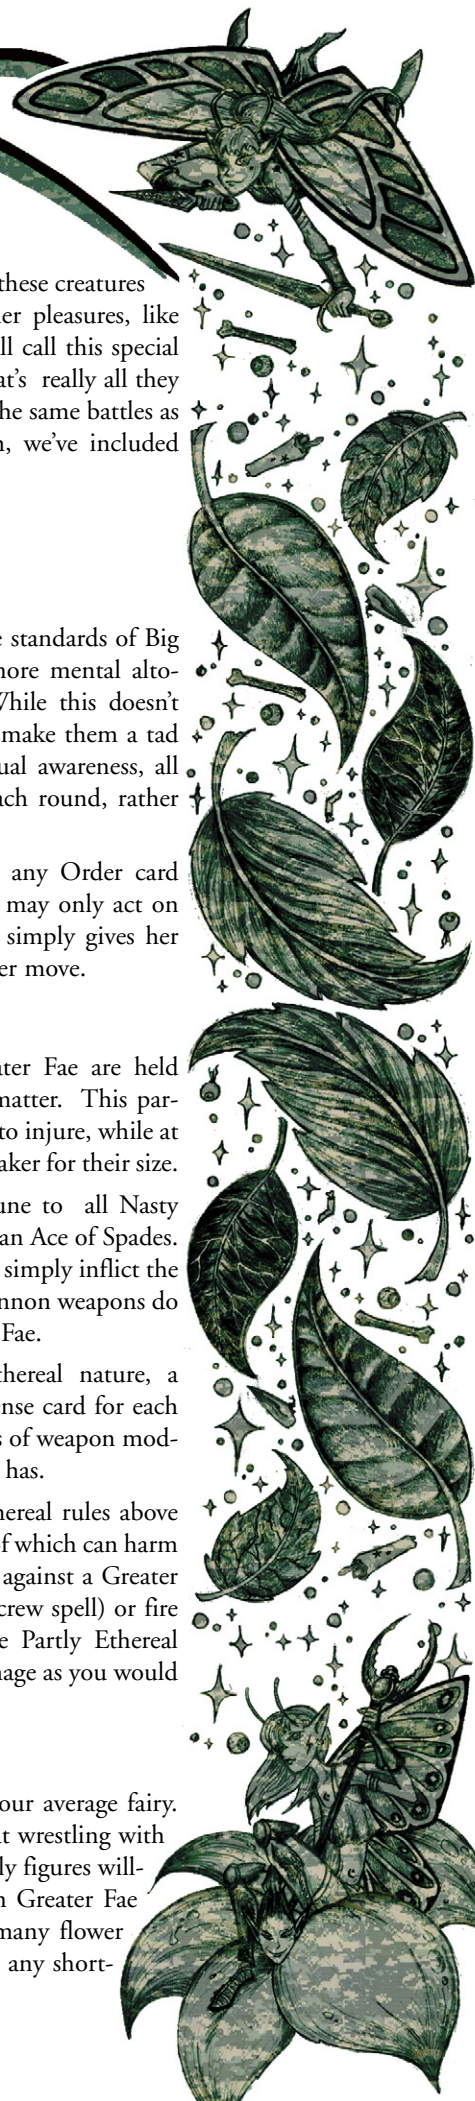 these creatures
er pleasures, like
ll call this special
at's really all they
he same battles as
n, we've included
e standards of Big
more mental alto-
While this doesn't
make them a tad
ual awareness, all
ach round, rather
any Order card
may only act on
simply gives her
er move.
ater Fae are held
matter. This par-
to injure, while at
aker for their size.
une to all Nasty
an Ace of Spades.
simply inflict the
nnon weapons do
Fae.
thereal nature, a
ense card for each
s of weapon mod-
has.
hereal rules above
of which can harm
against a Greater
crew spell) or fire
e Partly Ethereal
mage as you would
our average fairy.
at wrestling with
ly figures will-
n Greater Fae
many flower
any short-